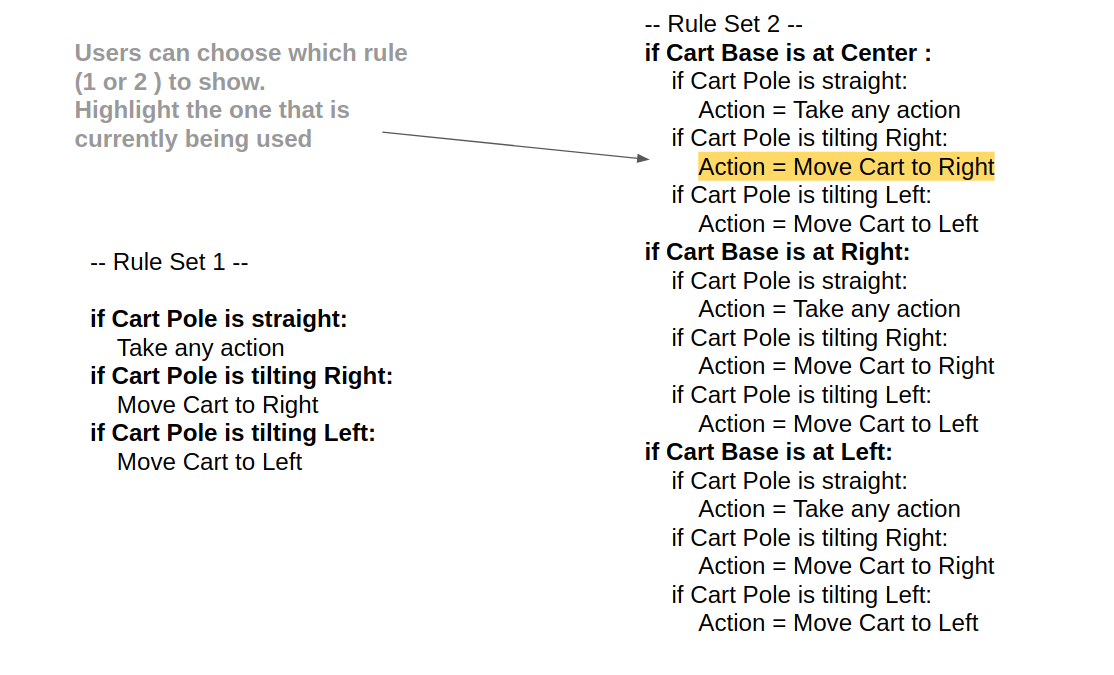 Users can choose which rule
(1 or 2 ) to show.
Highlight the one that is
currently being used
-- Rule Set 1 --
if Cart Pole is straight:
Take any action
if Cart Pole is tilting Right:
Move Cart to Right
if Cart Pole is tilting Left:
Move Cart to Left
-- Rule Set 2 --
if Cart Base is at Center :
if Cart Pole is straight:
Action = Take any action
if Cart Pole is tilting Right:
Action = Move Cart to Right
if Cart Pole is tilting Left:
Action = Move Cart to Left
if Cart Base is at Right:
if Cart Pole is straight:
Action = Take any action
if Cart Pole is tilting Right:
Action = Move Cart to Right
if Cart Pole is tilting Left:
Action = Move Cart to Left
if Cart Base is at Left:
if Cart Pole is straight:
Action = Take any action
if Cart Pole is tilting Right:
Action = Move Cart to Right
if Cart Pole is tilting Left:
Action = Move Cart to Left